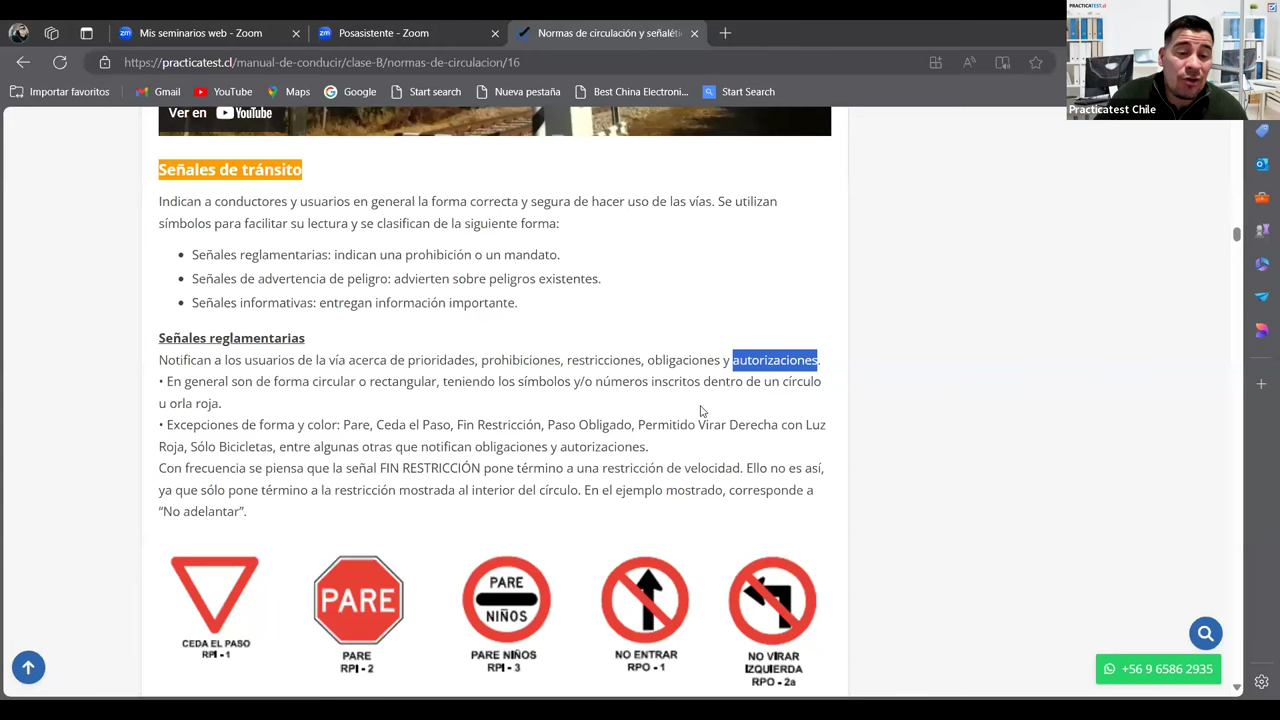 Mis seminarios web - Zoom
Posasistente - Zoom
Normas de circulación y señaléti
https://practicatest.cl/manual-de-conducir/clase-B/normas-de-circulacion/16
Importar favoritos
Gmail
YouTube
Maps
Google
Start search
Nueva pestaña
Best China Electroni...
Start Search
PRACTICATEST.cl
Practicatest Chile
Ver en YouTube
Señales de tránsito
Indican a conductores y usuarios en general la forma correcta y segura de hacer uso de las vías. Se utilizan
símbolos para facilitar su lectura y se clasifican de la siguiente forma:
• Señales reglamentarias: indican una prohibición o un mandato.
• Señales de advertencia de peligro: advierten sobre peligros existentes.
• Señales informativas: entregan información importante.
Señales reglamentarias
Notifican a los usuarios de la vía acerca de prioridades, prohibiciones, restricciones, obligaciones y autorizaciones.
• En general son de forma circular o rectangular, teniendo los símbolos y/o números inscritos dentro de un círculo
u orla roja.
• Excepciones de forma y color: Pare, Ceda el Paso, Fin Restricción, Paso Obligado, Permitido Virar Derecha con Luz
Roja, Sólo Bicicletas, entre algunas otras que notifican obligaciones y autorizaciones.
Con frecuencia se piensa que la señal FIN RESTRICCIÓN pone término a una restricción de velocidad. Ello no es así,
ya que sólo pone término a la restricción mostrada al interior del círculo. En el ejemplo mostrado, corresponde a
“No adelantar”.
CEDA EL PASO
RPI - 1
PARE
PARE
RPI - 2
PARE
NIÑOS
PARE NIÑOS
RPI - 3
NO ENTRAR
RPO - 1
NO VIRAR
IZQUIERDA
RPO - 2a
+56 9 6586 2935